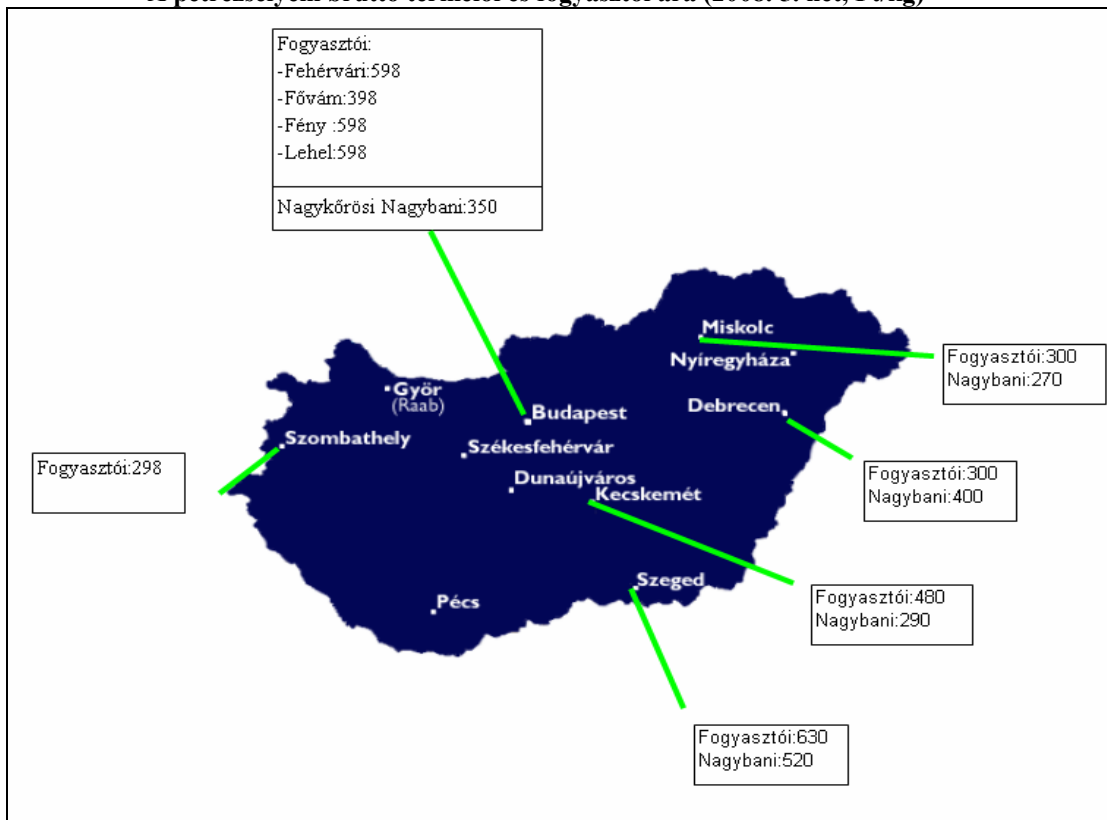 Fogyasztói:
-Fehérvári:598
-Fővám:398
-Fény :598
-Lehel:598
Nagykőrösi Nagybani:350
Miskolc
Nyíregyháza
Fogyasztói:300
Nagybani:270
Győr
(Raab)
Budapest
Debrecen
Szombathely
Székesfehérvár
Fogyasztói:298
Fogyasztói:300
Nagybani:400
Dunaújváros
Kecskemét
Szeged
Pécs
Fogyasztói:480
Nagybani:290
Fogyasztói:630
Nagybani:520